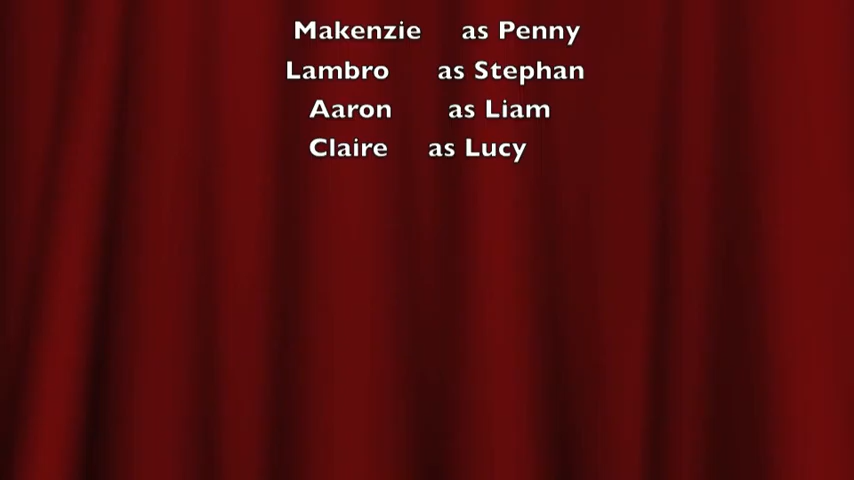 Makenzie as Penny
Lambro as Stephan
Aaron as Liam
Claire as Lucy